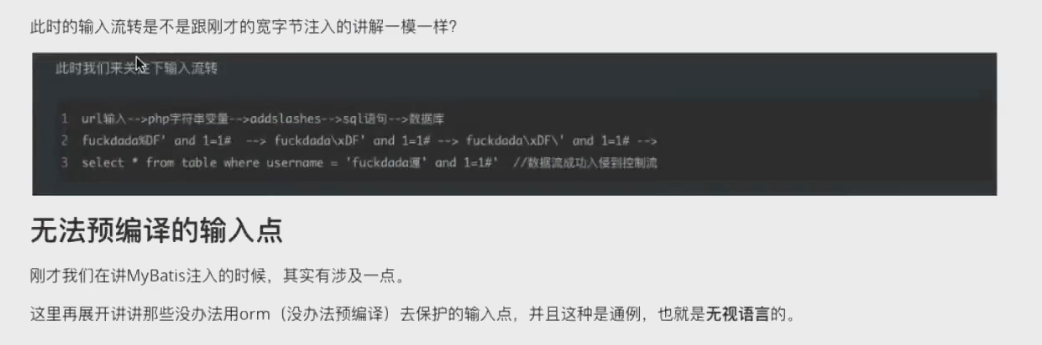 此时的输入流转是不是跟刚才的宽字节注入的讲解一模一样？
此时我们来关注下输入流转
1 url输入-->php字符串变量-->addslashes-->sql语句-->数据库
2 fuckdada%DF' and 1=1# --> fuckdada\xDF' and 1=1# --> fuckdada\xDF\' and 1=1# -->
3 select * from table where username = 'fuckdada運' and 1=1#' //数据流成功入侵到控制流
无法预编译的输入点
刚才我们在讲MyBatis注入的时候，其实有涉及一点。
这里再展开讲讲那些没办法用orm（没办法预编译）去保护的输入点，并且这种是通例，也就是无视语言的。